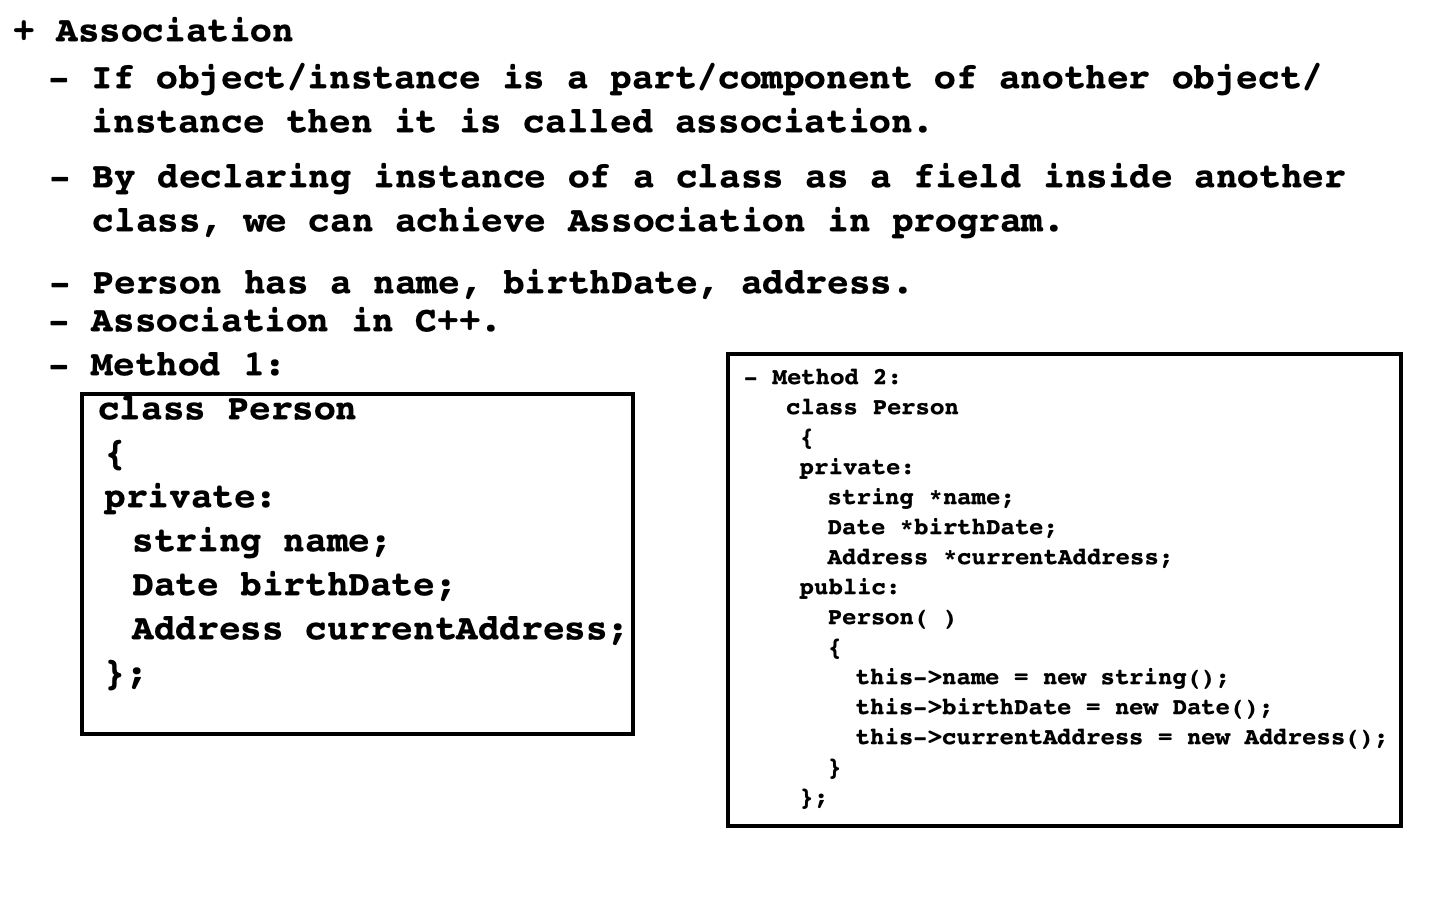 + Association
- If object/instance is a part/component of another object/
instance then it is called association.
- By declaring instance of a class as a field inside another
class, we can achieve Association in program.
- Person has a name, birthDate, address.
- Association in C++.
- Method 1:
class Person
{
private:
string name;
Date birthDate;
Address currentAddress;
};
- Method 2:
class Person
{
private:
string *name;
Date *birthDate;
Address *currentAddress;
public:
Person( )
{
this->name = new string();
this->birthDate = new Date();
this->currentAddress = new Address();
}
};